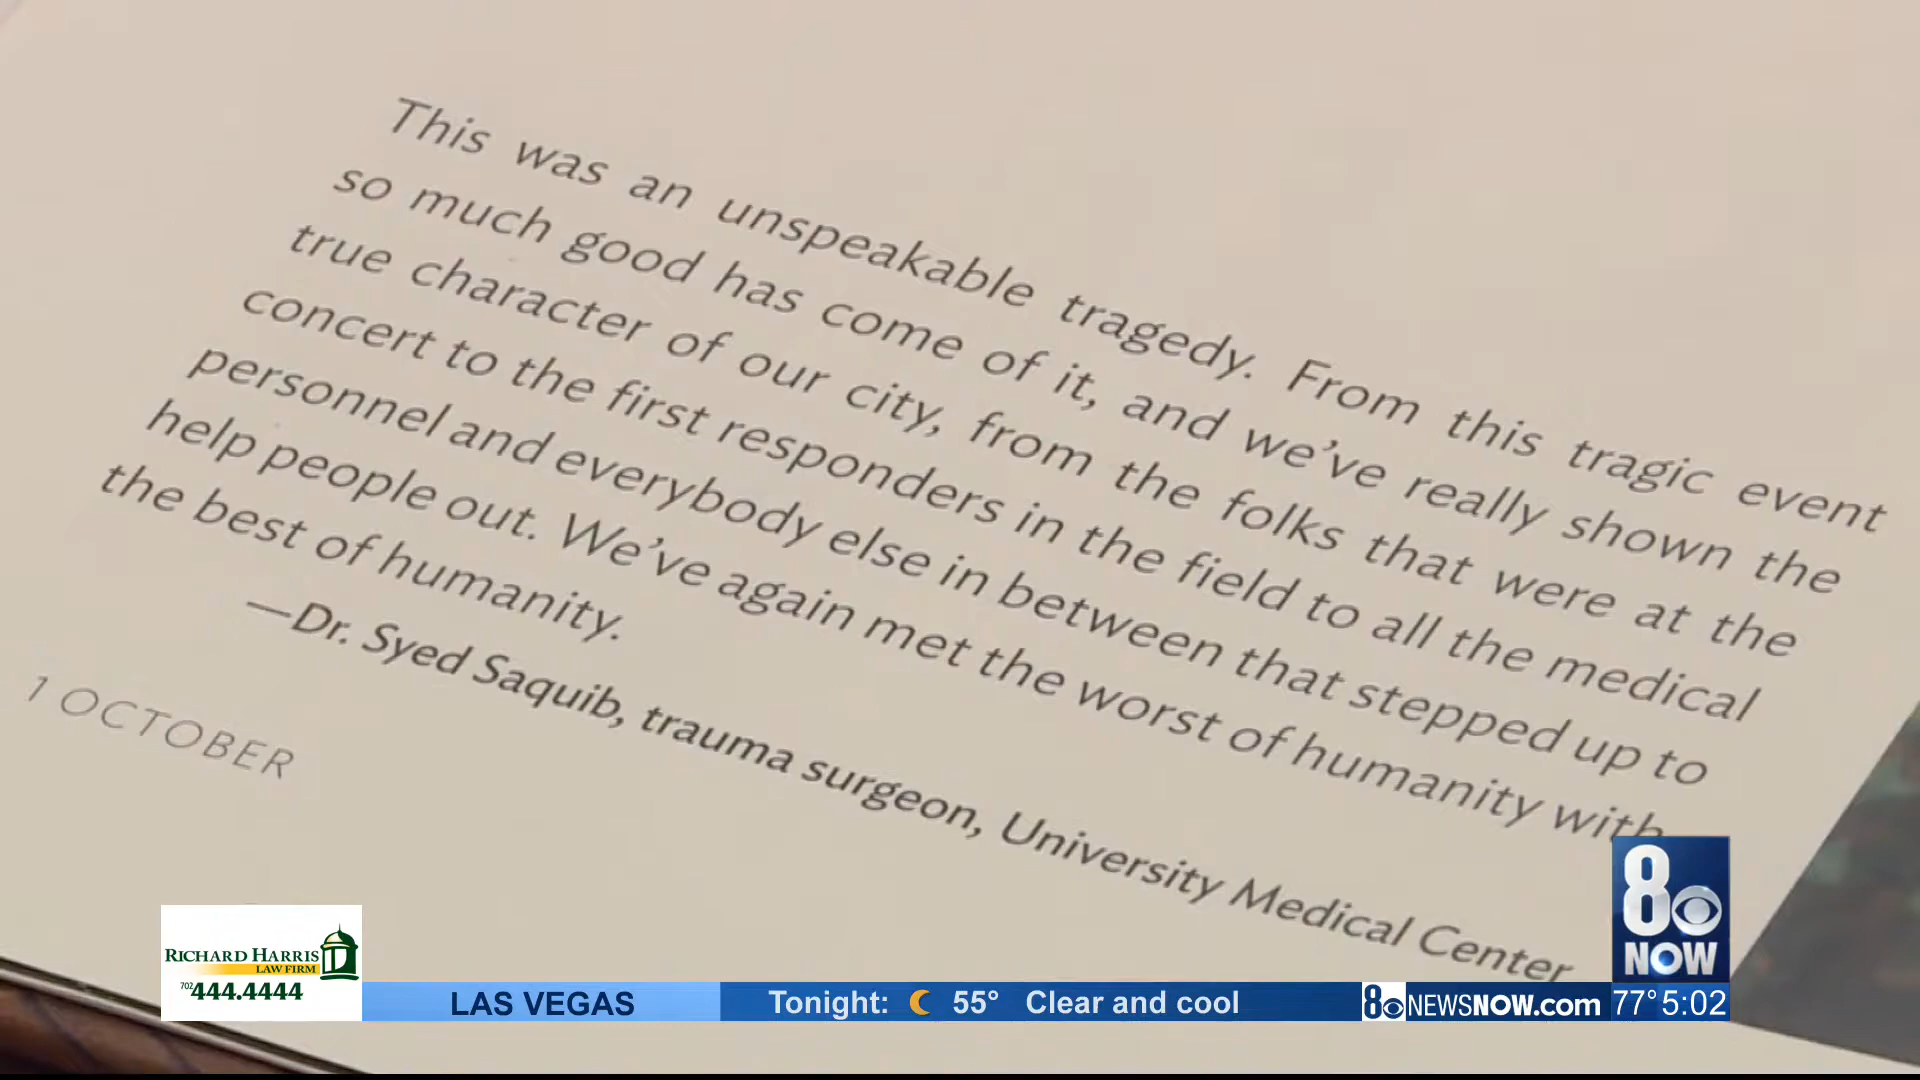 This was an unspeakable tragedy. From this tragic event
so much good has come of it, and we've really shown the
true character of our city, from the folks that were at the
concert to the first responders in the field to all the medical
personnel and everybody else in between that stepped up to
help people out. We've again met the worst of humanity with
the best of humanity.
—Dr. Syed Saquib, trauma surgeon, University Medical Center
1 OCTOBER
8
NOW
RICHARD HARRIS
LAW FIRM
702 444.4444
LAS VEGAS
Tonight: 55° Clear and cool
8 NEWSNOW.com
77° 5:02